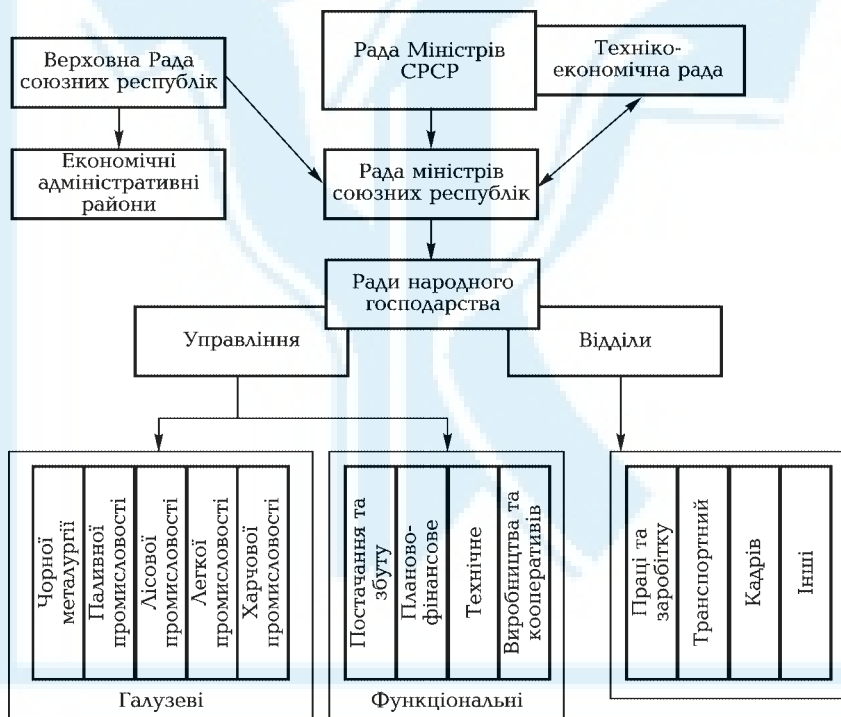 Верховна Рада
союзних республік
Рада Міністрів
СРСР
Техніко-
економічна рада
Економічні
адміністративні
райони
Рада міністрів
союзних республік
Ради народного
господарства
Управління
Відділи
Чорної
металургії
Паливної
промисловості
Лісової
промисловості
Легкої
промисловості
Харчової
промисловості
Постачання та
збуту
Планово-
фінансове
Технічне
Виробництва та
кооперативів
Праці та
заробітку
Транспортний
Кадрів
Інші
Галузеві
Функціональні